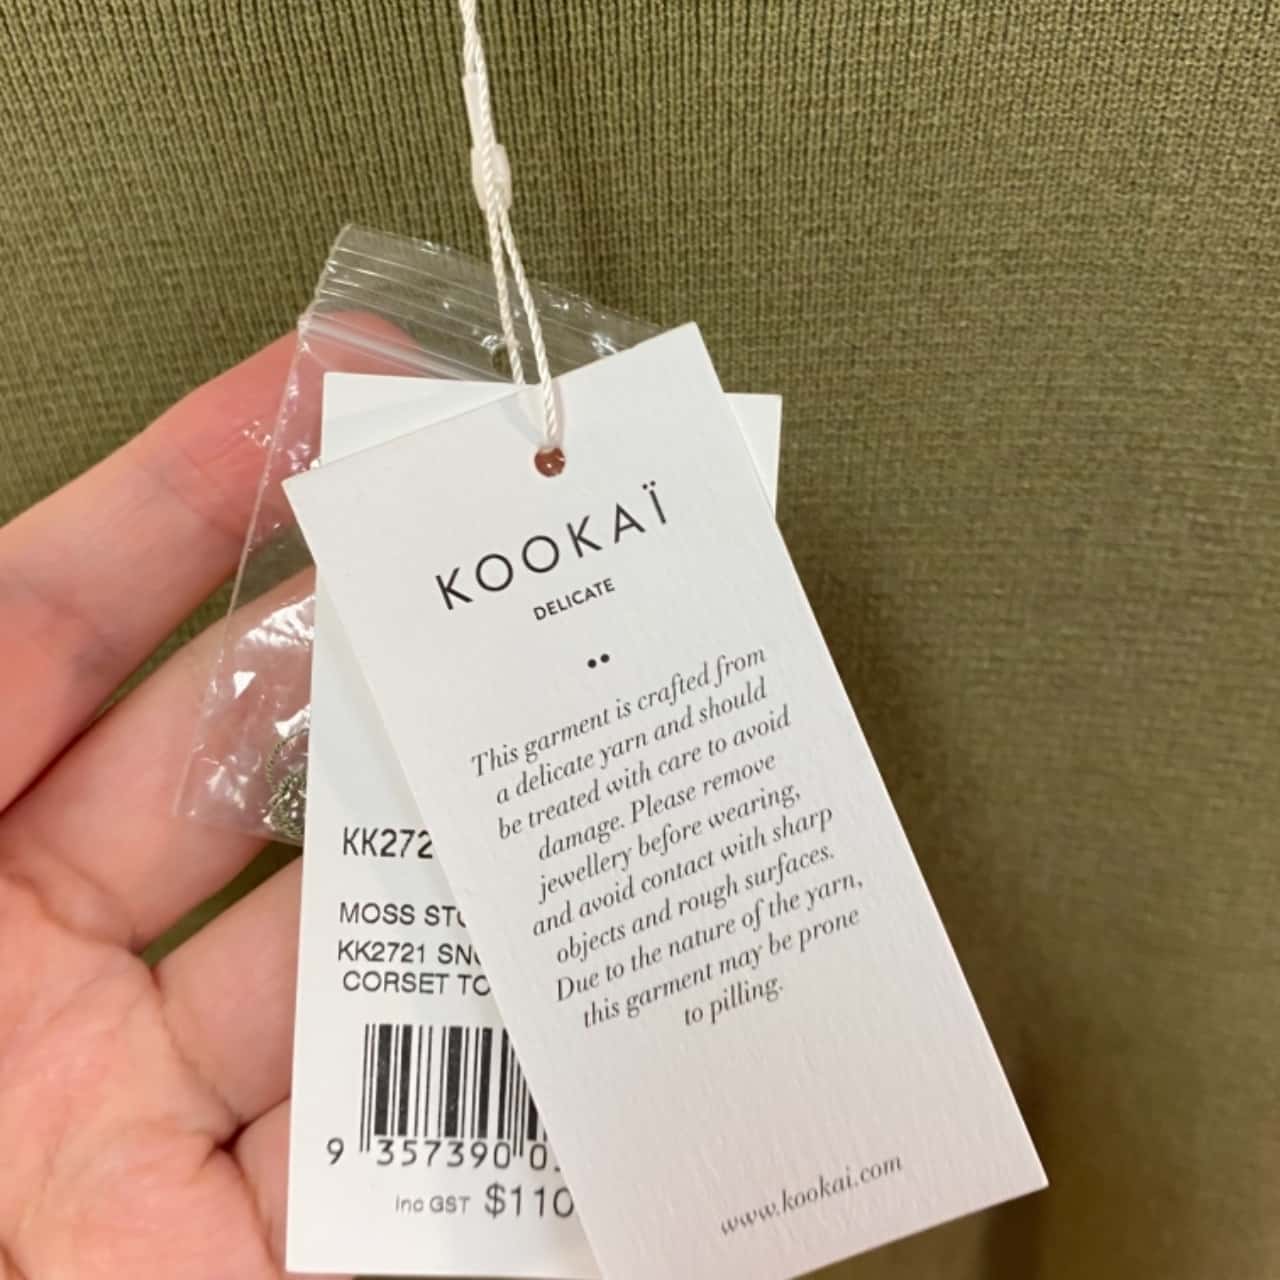 KOOKAÏ
DELICATE
This garment is crafted from
a delicate yarn and should
be treated with care to avoid
damage. Please remove
jewellery before wearing,
and avoid contact with sharp
objects and rough surfaces.
Due to the nature of the yarn,
this garment may be prone
to pilling.
www.kookai.com
KK272
MOSS
KK2721
CORSET
9 357390 0
inc GST $110